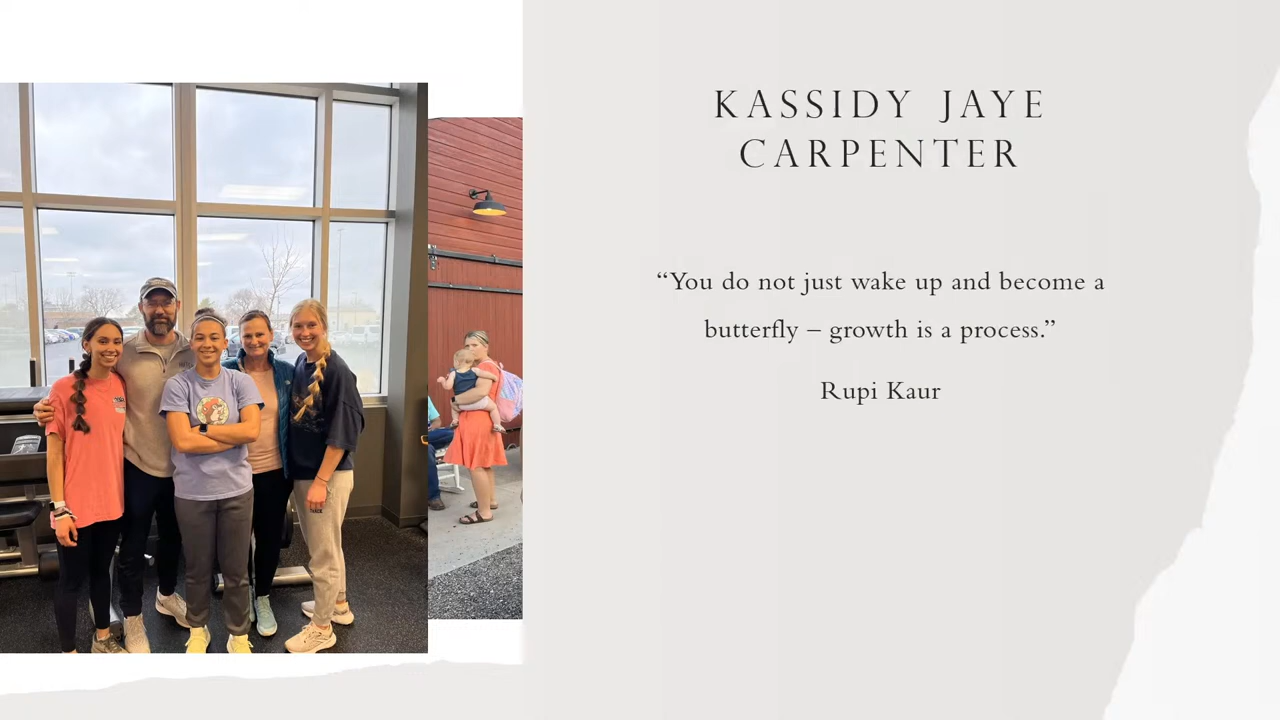 KASSIDY JAYE
CARPENTER
“You do not just wake up and become a
butterfly – growth is a process.”
Rupi Kaur